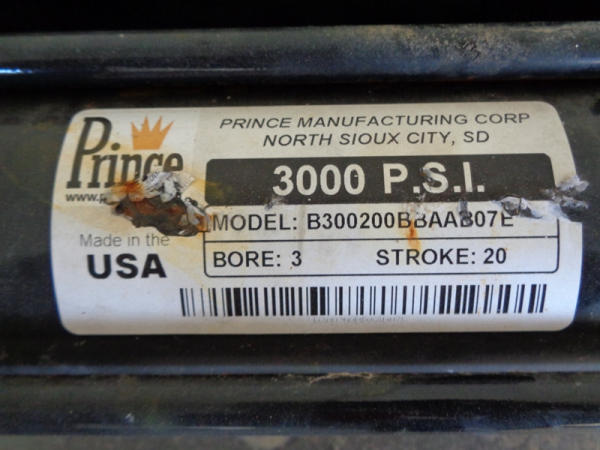 Prince
www.
Made in the
USA
PRINCE MANUFACTURING CORP
NORTH SIOUX CITY, SD
3000 P.S.I.
MODEL: B300200BBAAB07E
BORE: 3 STROKE: 20